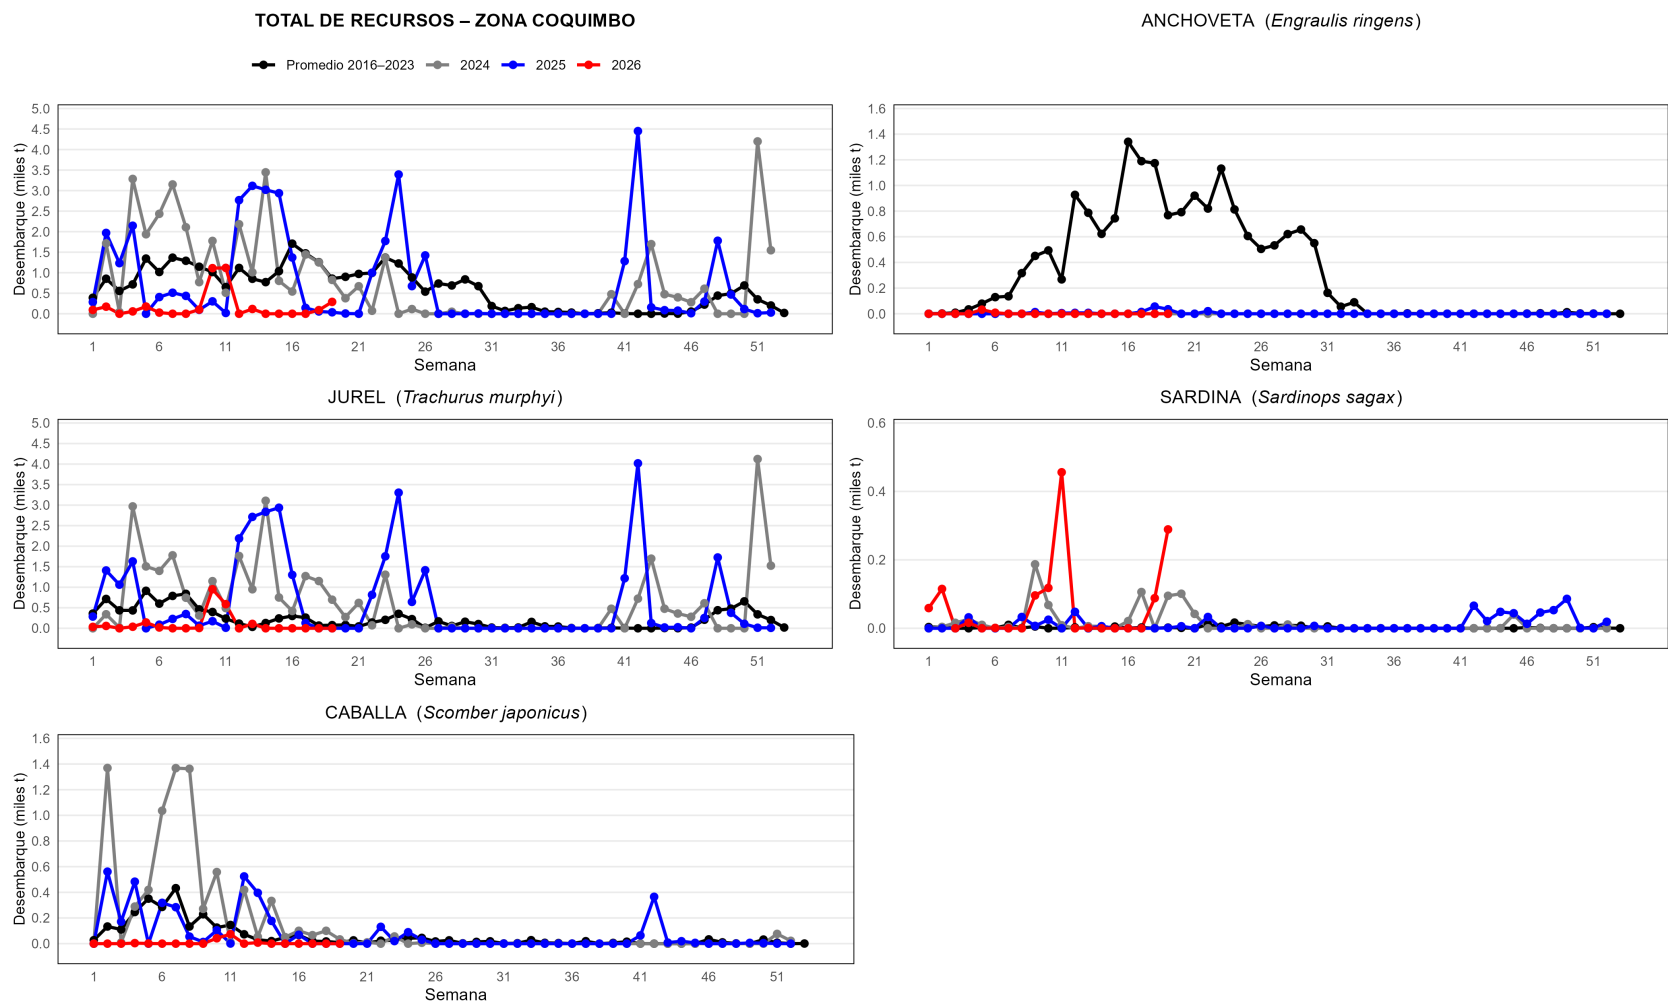 TOTAL DE RECURSOS – ZONA COQUIMBO
Promedio 2016–2023 2024 2025 2026
Desembarque (miles t)
5.0
4.5
4.0
3.5
3.0
2.5
2.0
1.5
1.0
0.5
0.0
1 6 11 16 21 26 31 36 41 46 51
Semana
ANCHOVETA (Engraulis ringens)
Desembarque (miles t)
1.6
1.4
1.2
1.0
0.8
0.6
0.4
0.2
0.0
1 6 11 16 21 26 31 36 41 46 51
Semana
JUREL (Trachurus murphyi)
Desembarque (miles t)
5.0
4.5
4.0
3.5
3.0
2.5
2.0
1.5
1.0
0.5
0.0
1 6 11 16 21 26 31 36 41 46 51
Semana
SARDINA (Sardinops sagax)
Desembarque (miles t)
0.6
0.4
0.2
0.0
1 6 11 16 21 26 31 36 41 46 51
Semana
CABALLA (Scomber japonicus)
Desembarque (miles t)
1.6
1.4
1.2
1.0
0.8
0.6
0.4
0.2
0.0
1 6 11 16 21 26 31 36 41 46 51
Semana